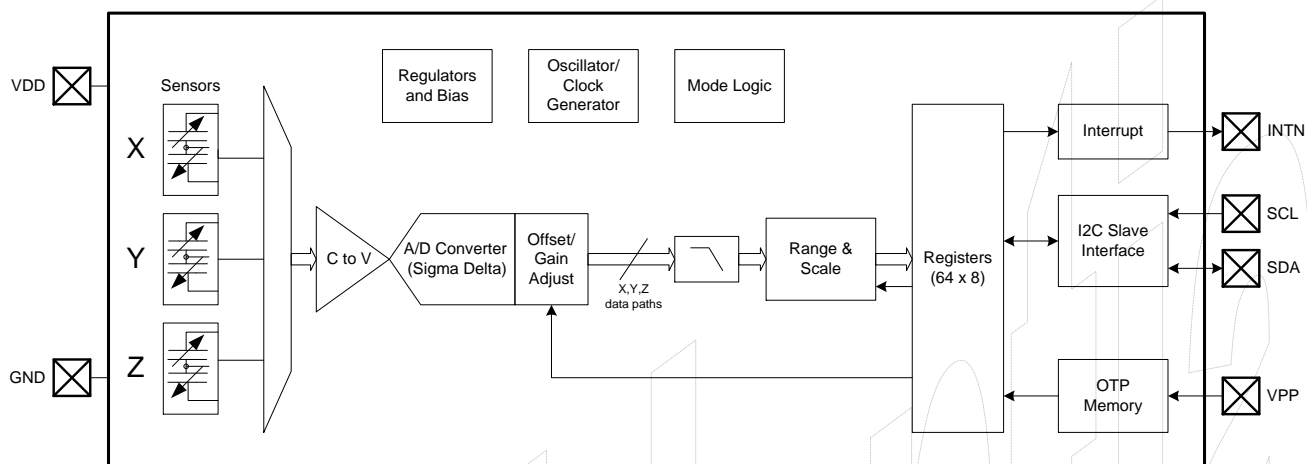 VDD
GND
Sensors
X
Y
Z
Regulators
and Bias
Oscillator/
Clock
Generator
Mode Logic
C to V
A/D Converter
(Sigma Delta)
Offset/
Gain
Adjust
X,Y,Z
data paths
Range &
Scale
Registers
(64 x 8)
Interrupt
I2C Slave
Interface
OTP
Memory
INTN
SCL
SDA
VPP